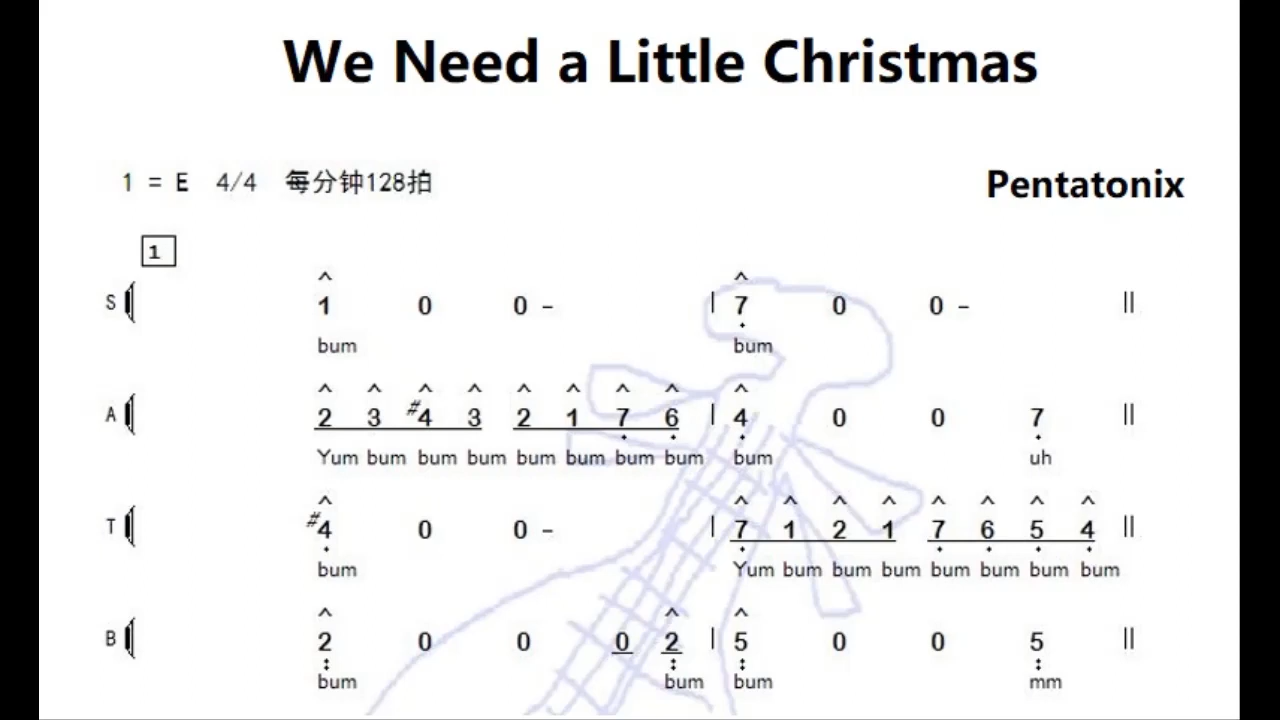 We Need a Little Christmas
1 = E 4/4 每分钟128拍
Pentatonix
1
S 1 0 0 – | 7 0 0 – ||
bum bum
A 2 3 #4 3 2 1 7 6 | 4 0 0 7 ||
Yum bum bum bum bum bum bum bum bum uh
T #4 0 0 – | 7 1 2 1 7 6 5 4 ||
bum Yum bum bum bum bum bum bum bum
B 2 0 0 0 2 | 5 0 0 5 ||
bum bum bum mm